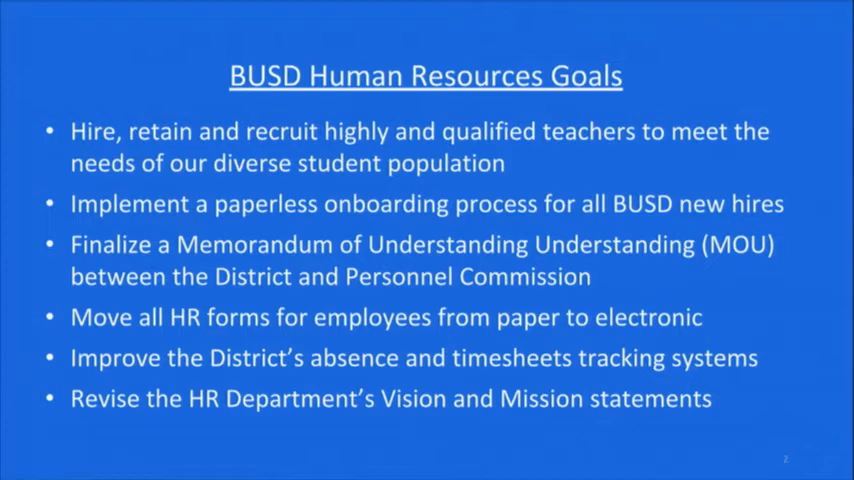 BUSD Human Resources Goals
• Hire, retain and recruit highly and qualified teachers to meet the
needs of our diverse student population
• Implement a paperless onboarding process for all BUSD new hires
• Finalize a Memorandum of Understanding Understanding (MOU)
between the District and Personnel Commission
• Move all HR forms for employees from paper to electronic
• Improve the District's absence and timesheets tracking systems
• Revise the HR Department's Vision and Mission statements
2